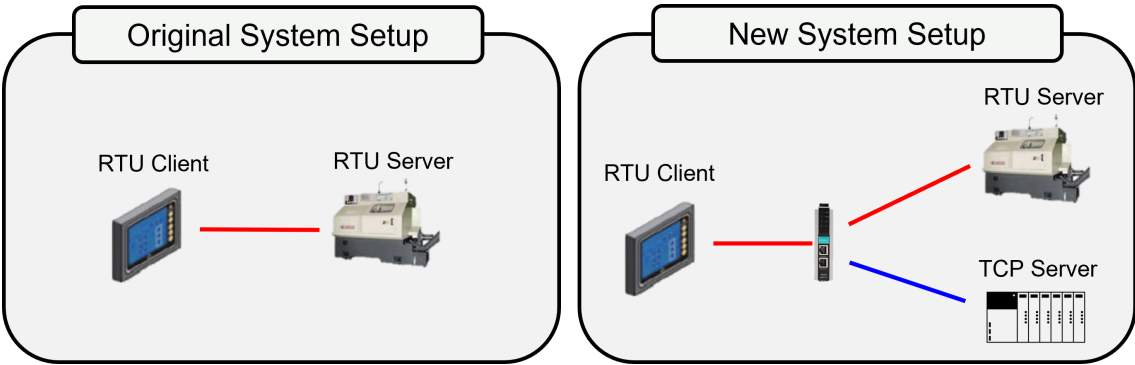 Original System Setup
RTU Client
RTU Server
New System Setup
RTU Client
RTU Server
TCP Server